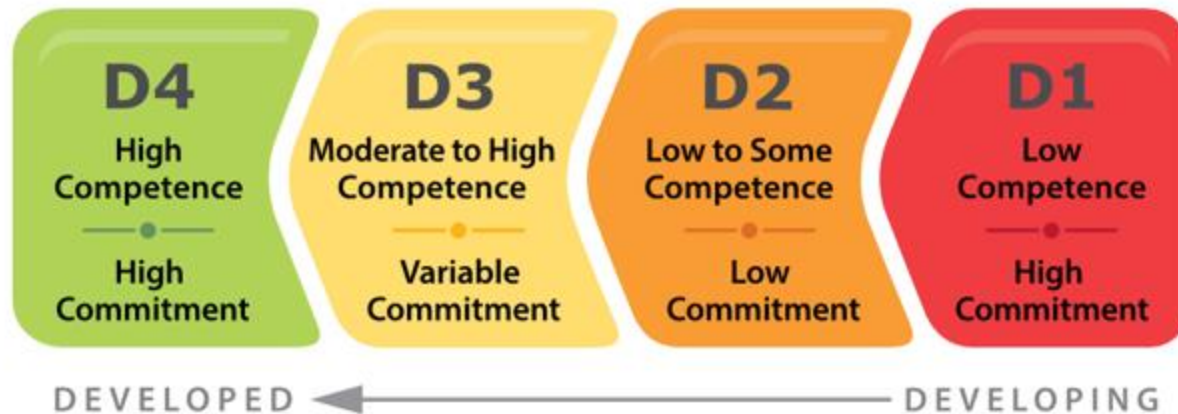 D4
High
Competence
High
Commitment
D3
Moderate to High
Competence
Variable
Commitment
D2
Low to Some
Competence
Low
Commitment
D1
Low
Competence
High
Commitment
DEVELOPED
DEVELOPING